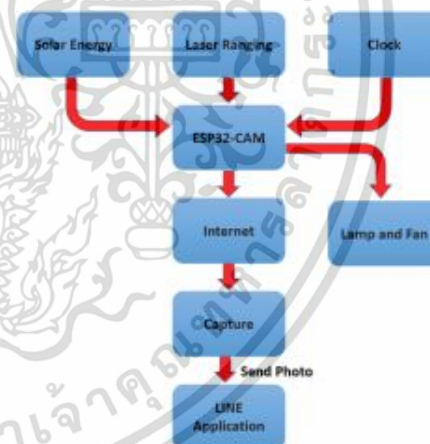 Solar Energy
Laser Ranging
Clock
ESP32-CAM
Internet
Lamp and Fan
Capture
Send Photo
LINE
Application